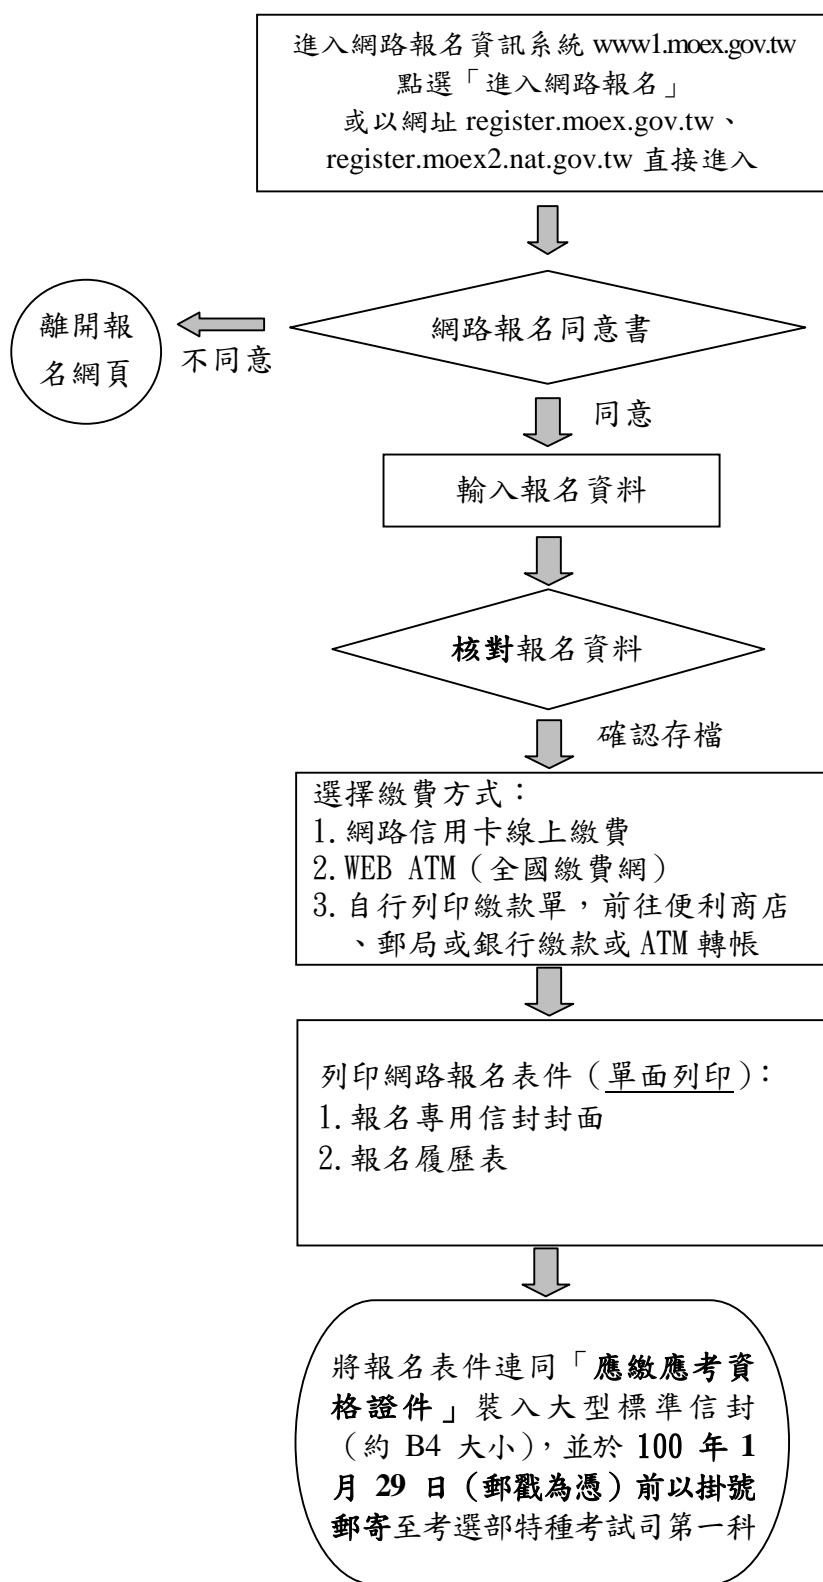 進入網路報名資訊系統 www1.moex.gov.tw
點選「進入網路報名」
或以網址 register.moex.gov.tw、
register.moex2.nat.gov.tw 直接進入
網路報名同意書
離開報
名網頁
不同意
同意
輸入報名資料
核對報名資料
確認存檔
選擇繳費方式：
1.網路信用卡線上繳費
2.WEB ATM（全國繳費網）
3.自行列印繳款單，前往便利商店
、郵局或銀行繳款或 ATM 轉帳
列印網路報名表件（單面列印）：
1.報名專用信封封面
2.報名履歷表
將報名表件連同「應繳應考資
格證件」裝入大型標準信封
（約 B4 大小），並於 100 年 1
月 29 日（郵戳為憑）前以掛號
郵寄至考選部特種考試司第一科